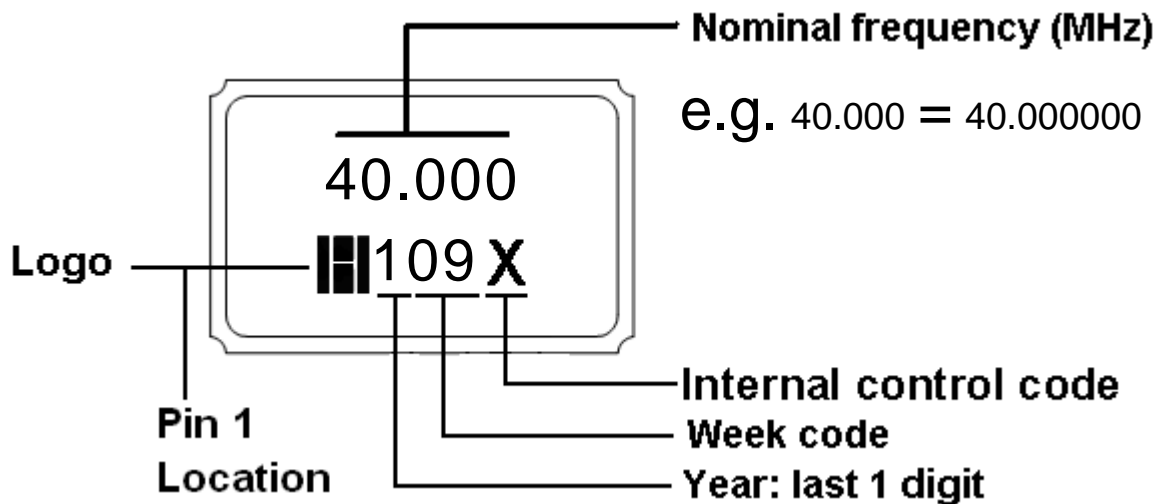 Nominal frequency (MHz)
e.g. 40.000 = 40.000000
40.000
Logo
109 X
Internal control code
Pin 1
Location
Week code
Year: last 1 digit